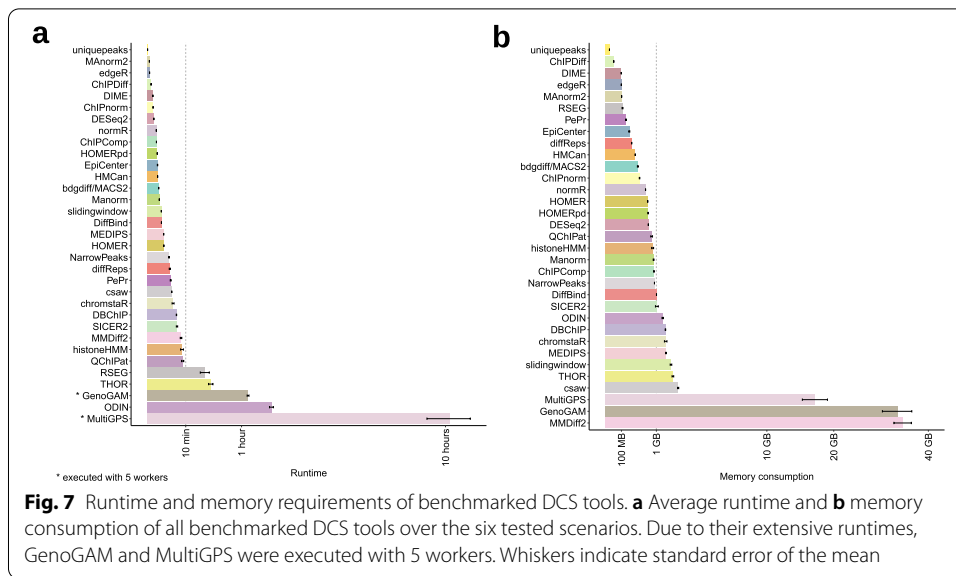 a
uniquepeaks
MAnorm2
edgeR
ChIPDiff
DIME
ChIPnorm
DESeq2
normR
ChIPComp
HOMERpd
EpiCenter
HMCan
bdgdiff/MACS2
Manorm
slidingwindow
DiffBind
MEDIPS
HOMER
NarrowPeaks
diffReps
PePr
csaw
chromstaR
DBChIP
SICER2
MMDiff2
histoneHMM
QChIPat
RSEG
THOR
* GenoGAM
ODIN
* MultiGPS
10 min
1 hour
10 hours
Runtime
* executed with 5 workers
b
uniquepeaks
ChIPDiff
DIME
edgeR
MAnorm2
RSEG
PePr
EpiCenter
diffReps
HMCan
bdgdiff/MACS2
ChIPnorm
normR
HOMER
HOMERpd
DESeq2
QChIPat
histoneHMM
Manorm
ChIPComp
NarrowPeaks
DiffBind
SICER2
ODIN
DBChIP
chromstaR
MEDIPS
slidingwindow
THOR
csaw
MultiGPS
GenoGAM
MMDiff2
100 MB
1 GB
10 GB
20 GB
40 GB
Memory consumption
Fig. 7 Runtime and memory requirements of benchmarked DCS tools. a Average runtime and b memory
consumption of all benchmarked DCS tools over the six tested scenarios. Due to their extensive runtimes,
GenoGAM and MultiGPS were executed with 5 workers. Whiskers indicate standard error of the mean